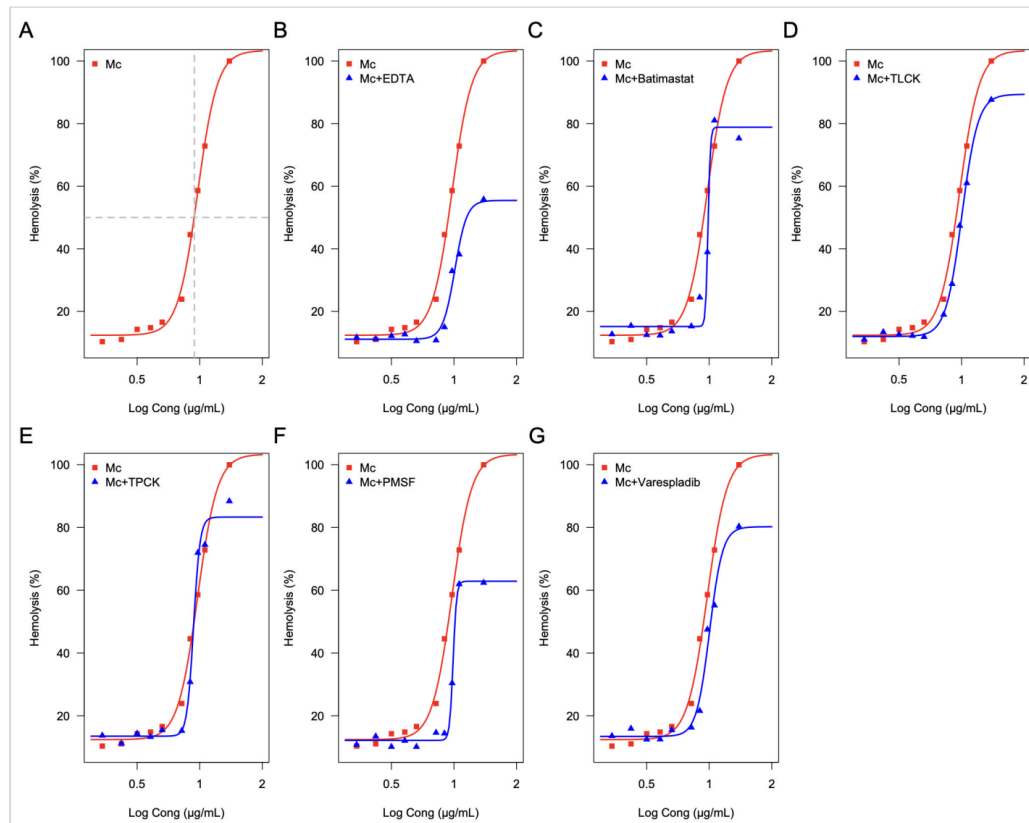 A
B
C
D
Mc
Mc
Mc+EDTA
Mc
Mc+Batimastat
Mc
Mc+TLCK
Hemolysis (%)
100
80
60
40
20
0.5
1
2
Log Cong (µg/mL)
Hemolysis (%)
100
80
60
40
20
0.5
1
2
Log Cong (µg/mL)
Hemolysis (%)
100
80
60
40
20
0.5
1
2
Log Cong (µg/mL)
Hemolysis (%)
100
80
60
40
20
0.5
1
2
Log Cong (µg/mL)
E
F
G
Mc
Mc+TPCK
Mc
Mc+PMSF
Mc
Mc+Varespladib
Hemolysis (%)
100
80
60
40
20
0.5
1
2
Log Cong (µg/mL)
Hemolysis (%)
100
80
60
40
20
0.5
1
2
Log Cong (µg/mL)
Hemolysis (%)
100
80
60
40
20
0.5
1
2
Log Cong (µg/mL)